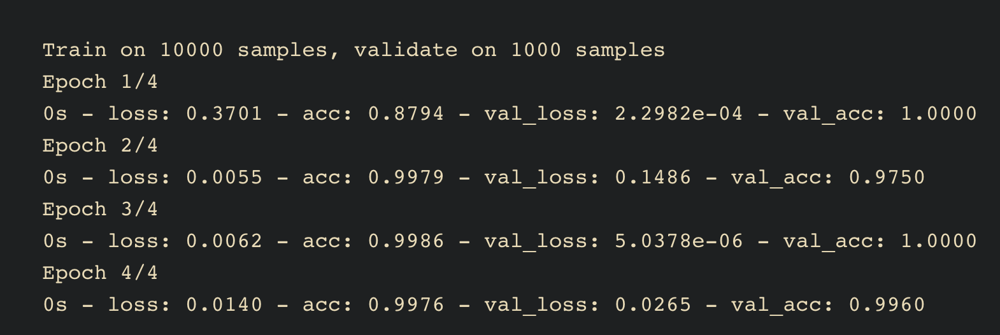 Train on 10000 samples, validate on 1000 samples
Epoch 1/4
0s - loss: 0.3701 - acc: 0.8794 - val_loss: 2.2982e-04 - val_acc: 1.0000
Epoch 2/4
0s - loss: 0.0055 - acc: 0.9979 - val_loss: 0.1486 - val_acc: 0.9750
Epoch 3/4
0s - loss: 0.0062 - acc: 0.9986 - val_loss: 5.0378e-06 - val_acc: 1.0000
Epoch 4/4
0s - loss: 0.0140 - acc: 0.9976 - val_loss: 0.0265 - val_acc: 0.9960